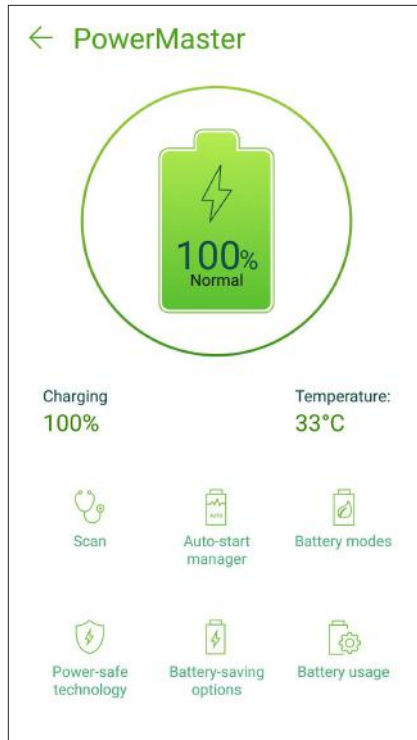 PowerMaster
100%
Normal
Charging
100%
Temperature:
33°C
Scan
Auto-start
manager
Battery modes
Power-safe
technology
Battery-saving
options
Battery usage